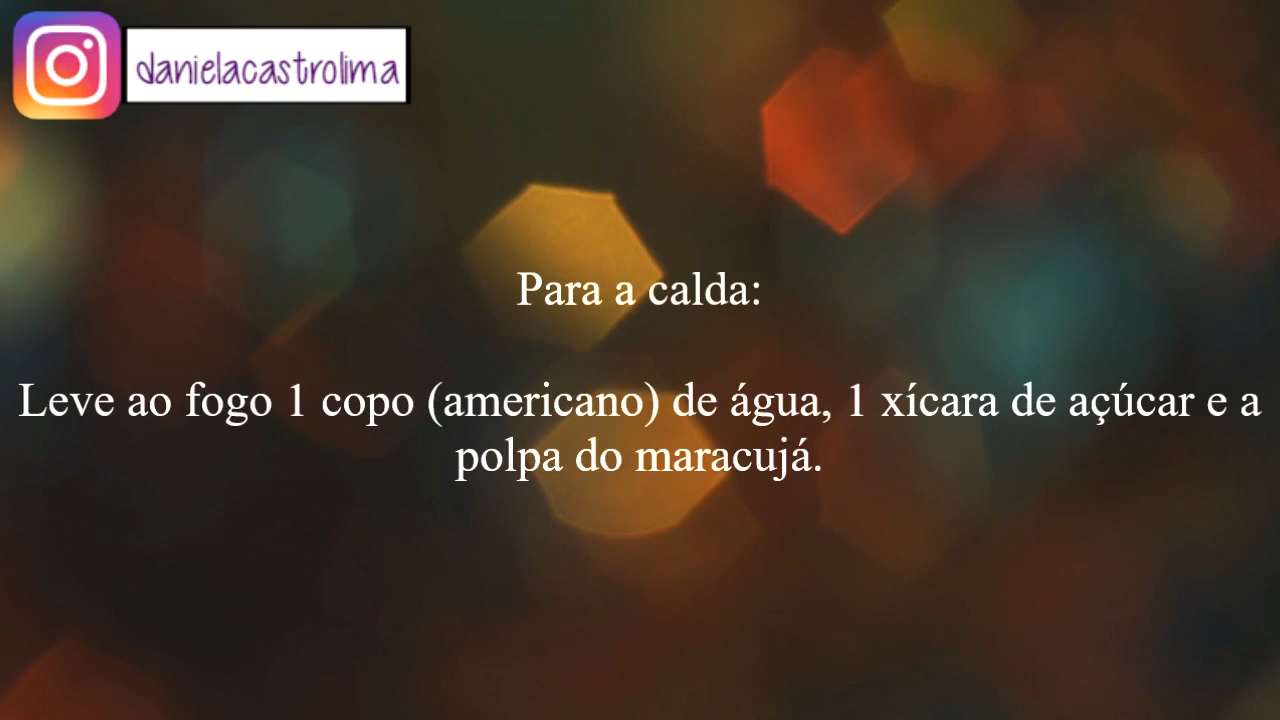 danielacastrolima
Para a calda:
Leve ao fogo 1 copo (americano) de água, 1 xícara de açúcar e a
polpa do maracujá.